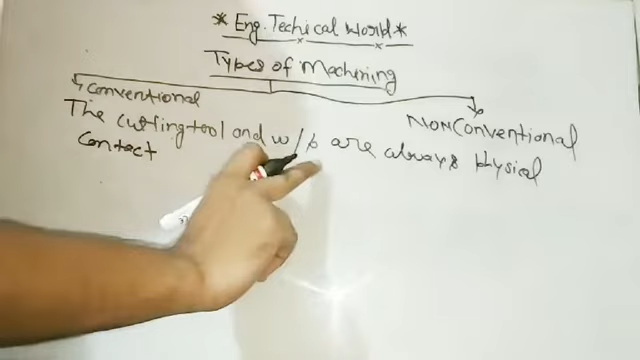 *Eng. Techical World*
Types of Machining
Conventional
NonConventional
The cutting tool and w/p are always physical
contact